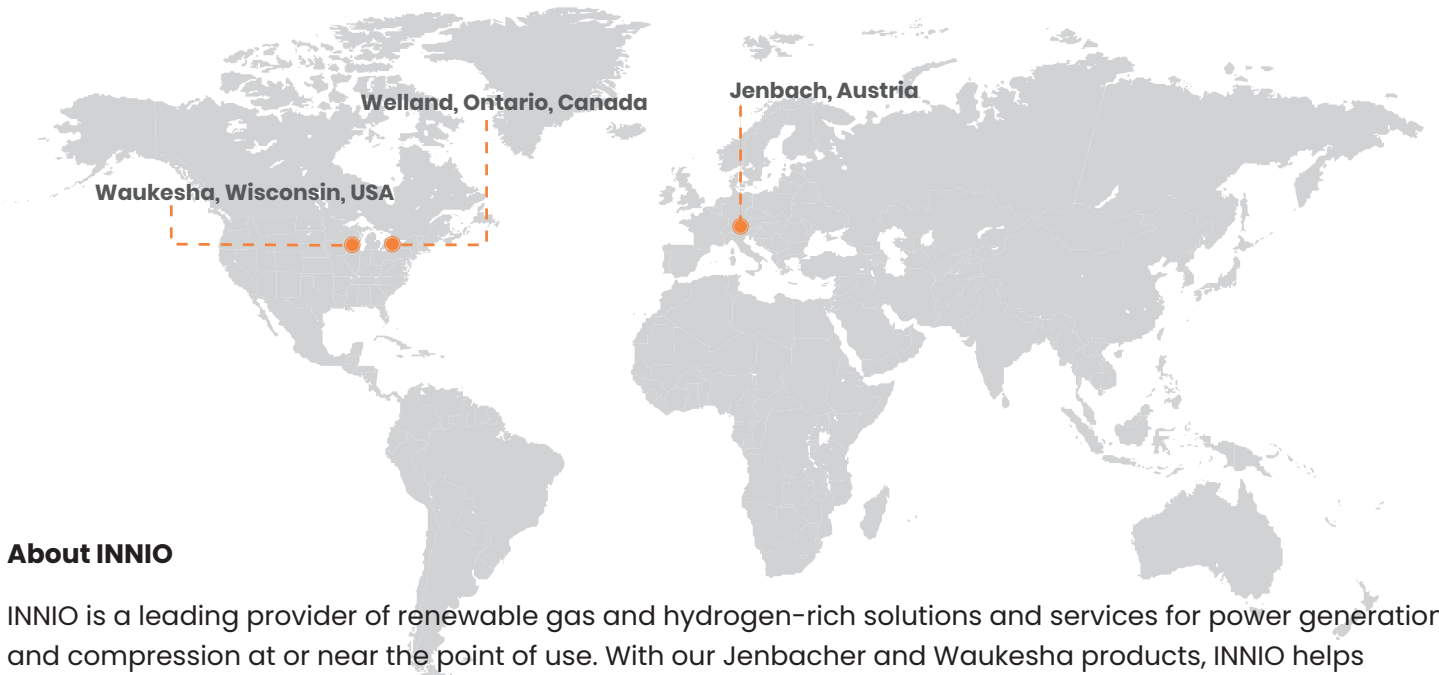 Welland, Ontario, Canada
Jenbach, Austria
Waukesha, Wisconsin, USA
About INNIO
INNIO is a leading provider of renewable gas and hydrogen-rich solutions and services for power generation
and compression at or near the point of use. With our Jenbacher and Waukesha products, INNIO helps